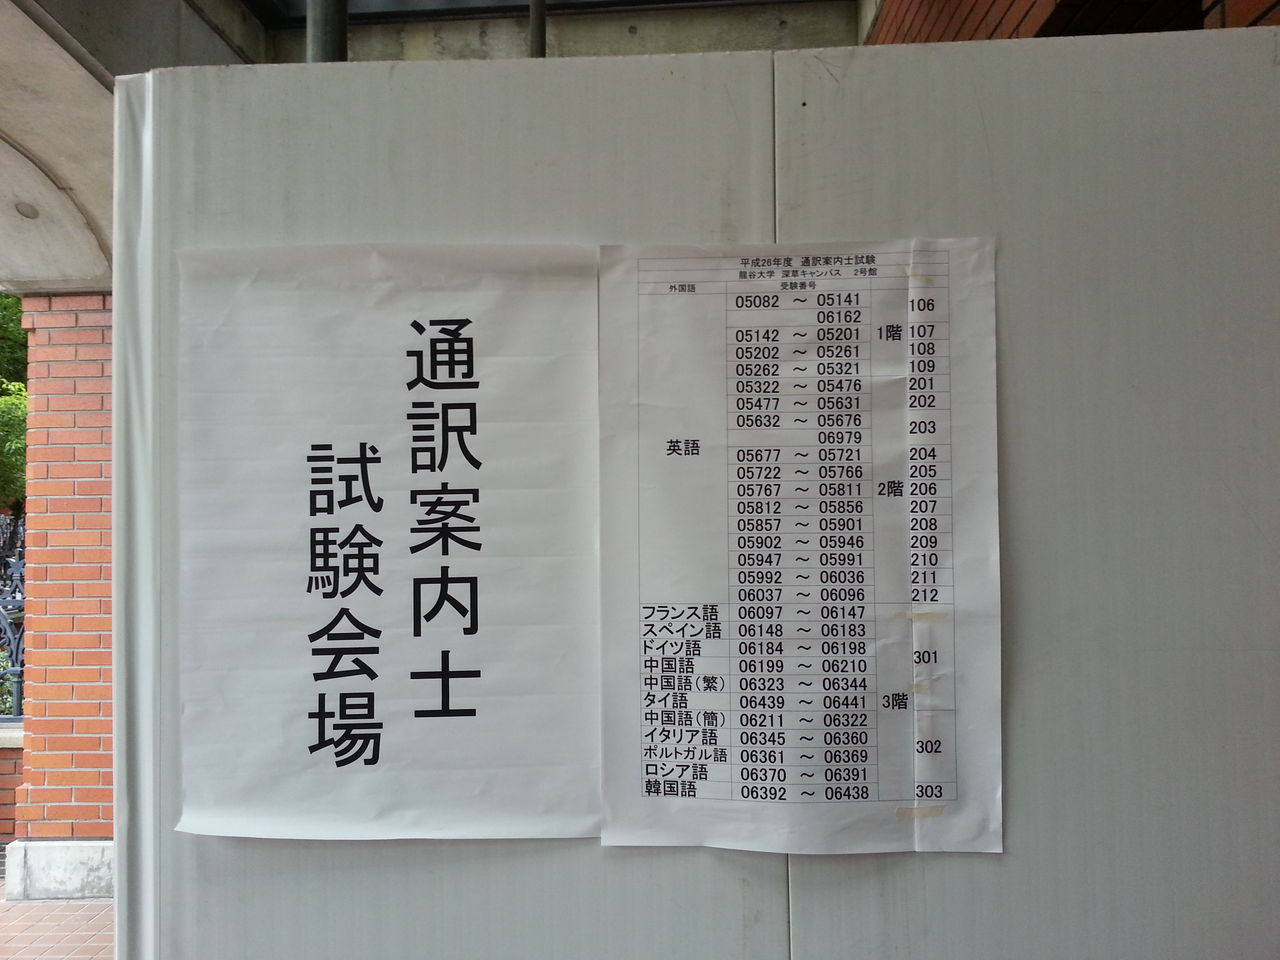 通訳案内士
試験会場
平成26年度 通訳案内士試験
龍谷大学 深草キャンパス 2号館
外国語 受験番号
英語
05082 ～ 05141 1階 106
06162
05142 ～ 05201 107
05202 ～ 05261 108
05262 ～ 05321 109
05322 ～ 05476 2階 201
05477 ～ 05631 202
05632 ～ 05676 203
06979
05677 ～ 05721 204
05722 ～ 05766 205
05767 ～ 05811 206
05812 ～ 05856 207
05857 ～ 05901 208
05902 ～ 05946 209
05947 ～ 05991 210
05992 ～ 06036 211
06037 ～ 06096 212
フランス語 06097 ～ 06147 3階 301
スペイン語 06148 ～ 06183
ドイツ語 06184 ～ 06198
中国語 06199 ～ 06210
中国語(繁) 06323 ～ 06344
タイ語 06439 ～ 06441
中国語(簡) 06211 ～ 06322 302
イタリア語 06345 ～ 06360
ポルトガル語 06361 ～ 06369
ロシア語 06370 ～ 06391
韓国語 06392 ～ 06438 303